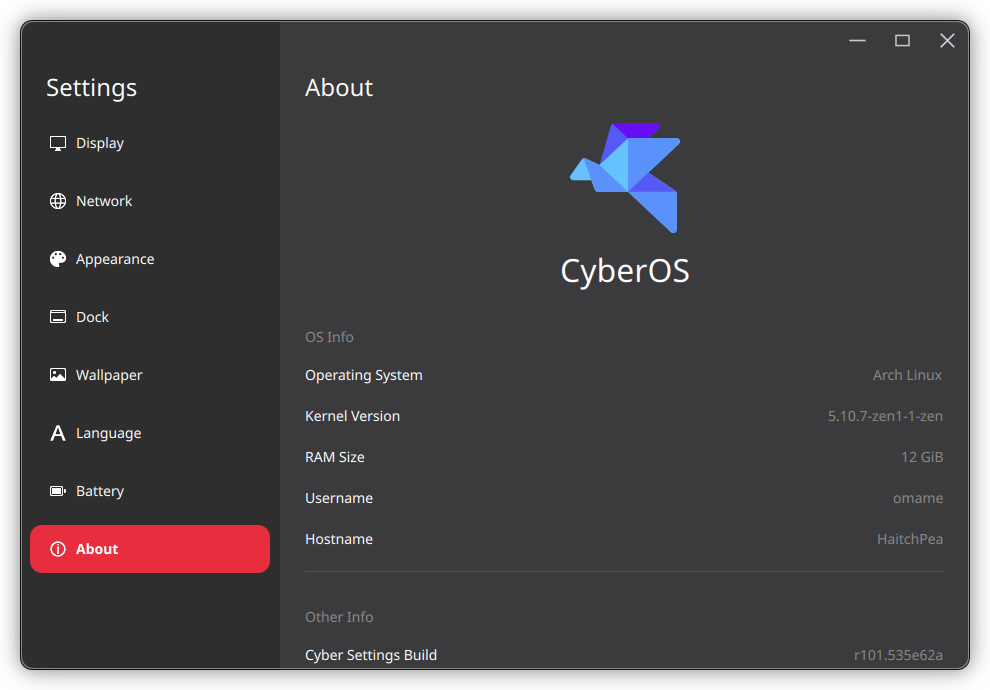 Settings
Display
Network
Appearance
Dock
Wallpaper
Language
Battery
About
About
CyberOS
OS Info
Operating System Arch Linux
Kernel Version 5.10.7-zen1-1-zen
RAM Size 12 GiB
Username omame
Hostname HaitchPea
Other Info
Cyber Settings Build r101.535e62a